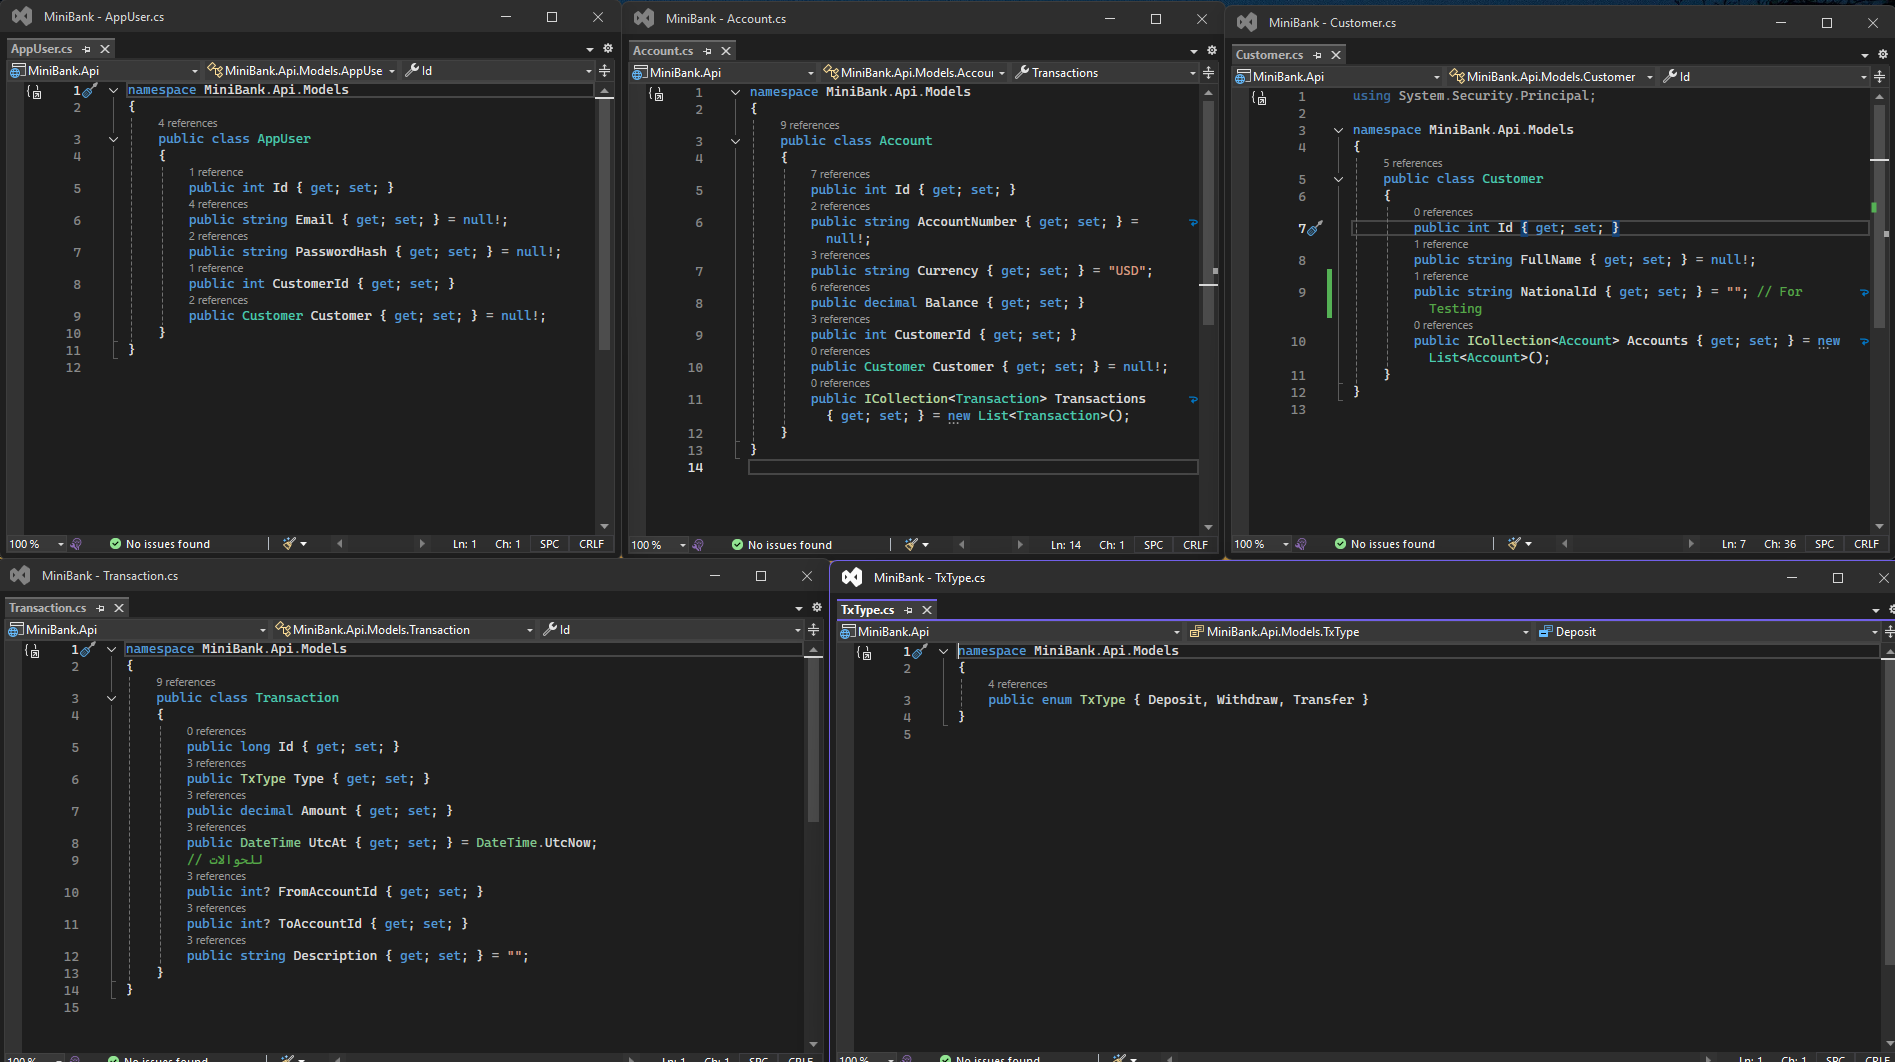 MiniBank - AppUser.cs
AppUser.cs
MiniBank.Api
MiniBank.Api.Models.AppUse
Id
1 namespace MiniBank.Api.Models
2 {
4 references
3 public class AppUser
4 {
1 reference
5 public int Id { get; set; }
4 references
6 public string Email { get; set; } = null!;
2 references
7 public string PasswordHash { get; set; } = null!;
1 reference
8 public int CustomerId { get; set; }
2 references
9 public Customer Customer { get; set; } = null!;
10 }
11 }
12
100 %
No issues found
Ln: 1 Ch: 1 SPC CRLF
MiniBank - Account.cs
Account.cs
MiniBank.Api
MiniBank.Api.Models.Accour
Transactions
1 namespace MiniBank.Api.Models
2 {
9 references
3 public class Account
4 {
7 references
5 public int Id { get; set; }
2 references
6 public string AccountNumber { get; set; } =
null!;
3 references
7 public string Currency { get; set; } = "USD";
6 references
8 public decimal Balance { get; set; }
3 references
9 public int CustomerId { get; set; }
0 references
10 public Customer Customer { get; set; } = null!;
0 references
11 public ICollection<Transaction> Transactions
{ get; set; } = new List<Transaction>();
12 }
13 }
14
100 %
No issues found
Ln: 14 Ch: 1 SPC CRLF
MiniBank - Customer.cs
Customer.cs
MiniBank.Api
MiniBank.Api.Models.Customer
Id
1 using System.Security.Principal;
2
3 namespace MiniBank.Api.Models
4 {
5 references
5 public class Customer
6 {
0 references
7 public int Id { get; set; }
1 reference
8 public string FullName { get; set; } = null!;
1 reference
9 public string NationalId { get; set; } = ""; // For
Testing
0 references
10 public ICollection<Account> Accounts { get; set; } = new
List<Account>();
11 }
12 }
13
100 %
No issues found
Ln: 7 Ch: 36 SPC CRLF
MiniBank - Transaction.cs
Transaction.cs
MiniBank.Api
MiniBank.Api.Models.Transaction
Id
1 namespace MiniBank.Api.Models
2 {
9 references
3 public class Transaction
4 {
0 references
5 public long Id { get; set; }
3 references
6 public TxType Type { get; set; }
3 references
7 public decimal Amount { get; set; }
3 references
8 public DateTime UtcAt { get; set; } = DateTime.UtcNow;
9 // للحوالات
3 references
10 public int? FromAccountId { get; set; }
3 references
11 public int? ToAccountId { get; set; }
3 references
12 public string Description { get; set; } = "";
13 }
14 }
15
100 %
No issues found
Ln: 1 Ch: 1 SPC CRLF
MiniBank - TxType.cs
TxType.cs
MiniBank.Api
MiniBank.Api.Models.TxType
Deposit
1 namespace MiniBank.Api.Models
2 {
4 references
3 public enum TxType { Deposit, Withdraw, Transfer }
4 }
5
100 %
No issues found
Ln: 1 Ch: 1 SPC CRLF